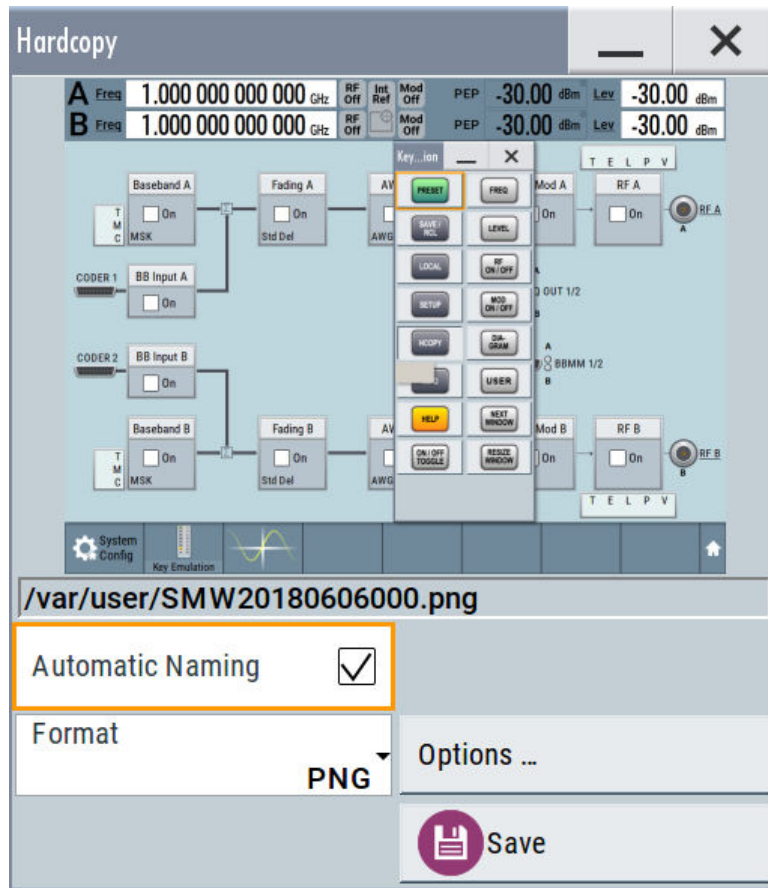 Hardcopy
A Freq 1.000 000 000 000 GHz RF Off Int Ref Mod Off PEP -30.00 dBm Lev -30.00 dBm
B Freq 1.000 000 000 000 GHz RF Off Mod Off PEP -30.00 dBm Lev -30.00 dBm
Key...ion
T E L P V
Baseband A Fading A AW Mod A RF A
On On On On RF A
T M C MSK Std Del AWG A
PRESET FREQ
SAVE / RCL LEVEL
LOCAL RF ON / OFF
SETUP MOD ON / OFF
HCOPY DIA- GRAM
USER
HELP NEXT WINDOW
ON / OFF TOGGLE RESIZE WINDOW
CODER 1 BB Input A
On
OUT 1/2
B
CODER 2 BB Input B
On
A
BBMM 1/2
B
Baseband B Fading B AW Mod B RF B
On On On On RF B
T M C MSK Std Del AWG B
T E L P V
System Config Key Emulation
/var/user/SMW20180606000.png
Automatic Naming
Format
PNG
Options ...
Save